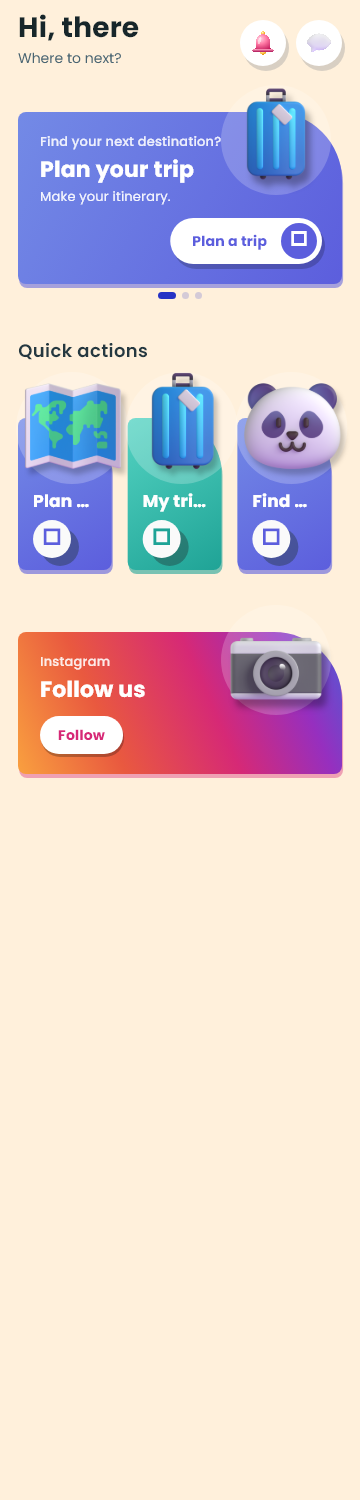 Hi, there
Where to next?
Find your next destination?
Plan your trip
Make your itinerary.
Plan a trip
Quick actions
Plan ...
My tri...
Find ...
Instagram
Follow us
Follow